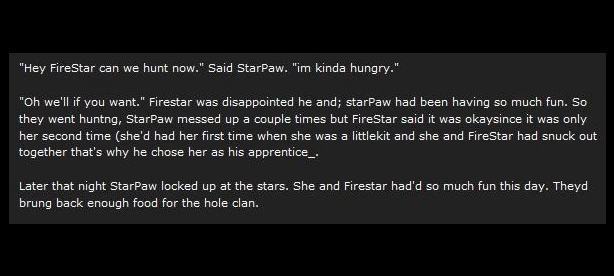 "Hey FireStar can we hunt now." Said StarPaw. "im kinda hungry."
"Oh we'll if you want." Firestar was disappointed he and; starPaw had been having so much fun. So
they went huntng, StarPaw messed up a couple times but FireStar said it was okaysince it was only
her second time (she'd had her first time when she was a littlekit and she and FireStar had snuck out
together that's why he chose her as his apprentice_.
Later that night StarPaw locked up at the stars. She and Firestar had'd so much fun this day. Theyd
brung back enough food for the hole clan.